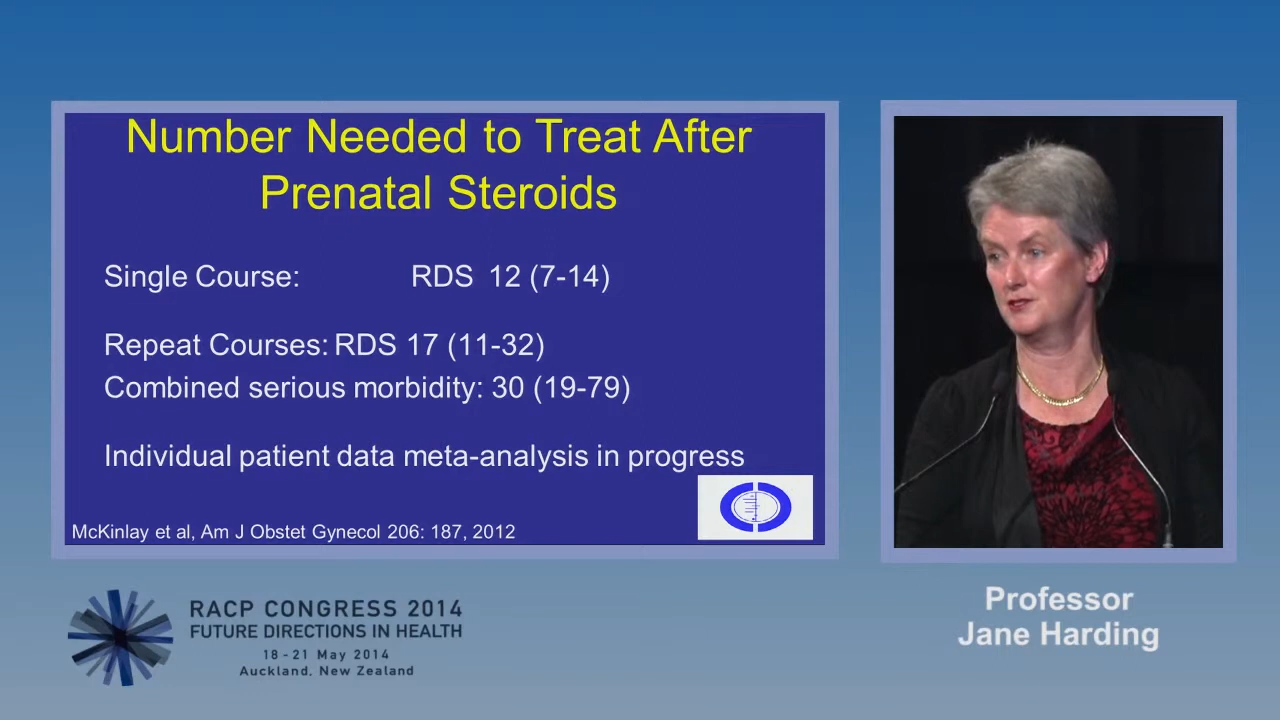 Number Needed to Treat After
Prenatal Steroids
Single Course: RDS 12 (7-14)
Repeat Courses: RDS 17 (11-32)
Combined serious morbidity: 30 (19-79)
Individual patient data meta-analysis in progress
McKinlay et al, Am J Obstet Gynecol 206: 187, 2012
RACP CONGRESS 2014
FUTURE DIRECTIONS IN HEALTH
18 - 21 May 2014
Auckland, New Zealand
Professor
Jane Harding